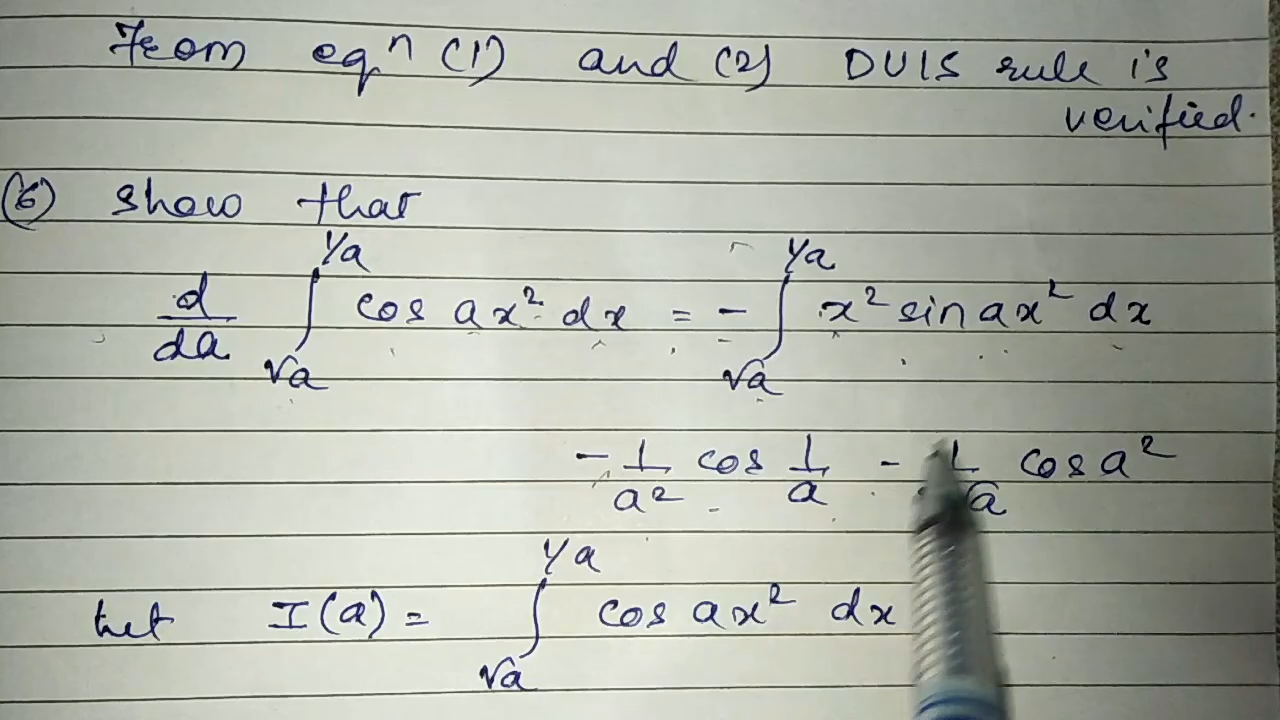 From eqⁿ (1) and (2) DUIS rule is
verified.
(6) show that
d/da ∫_{√a}^{1/a} cos ax² dx = - ∫_{√a}^{1/a} x² sin ax² dx
- 1/a² cos 1/a - 1/ a cos a²
Let I(a) = ∫_{√a}^{1/a} cos ax² dx